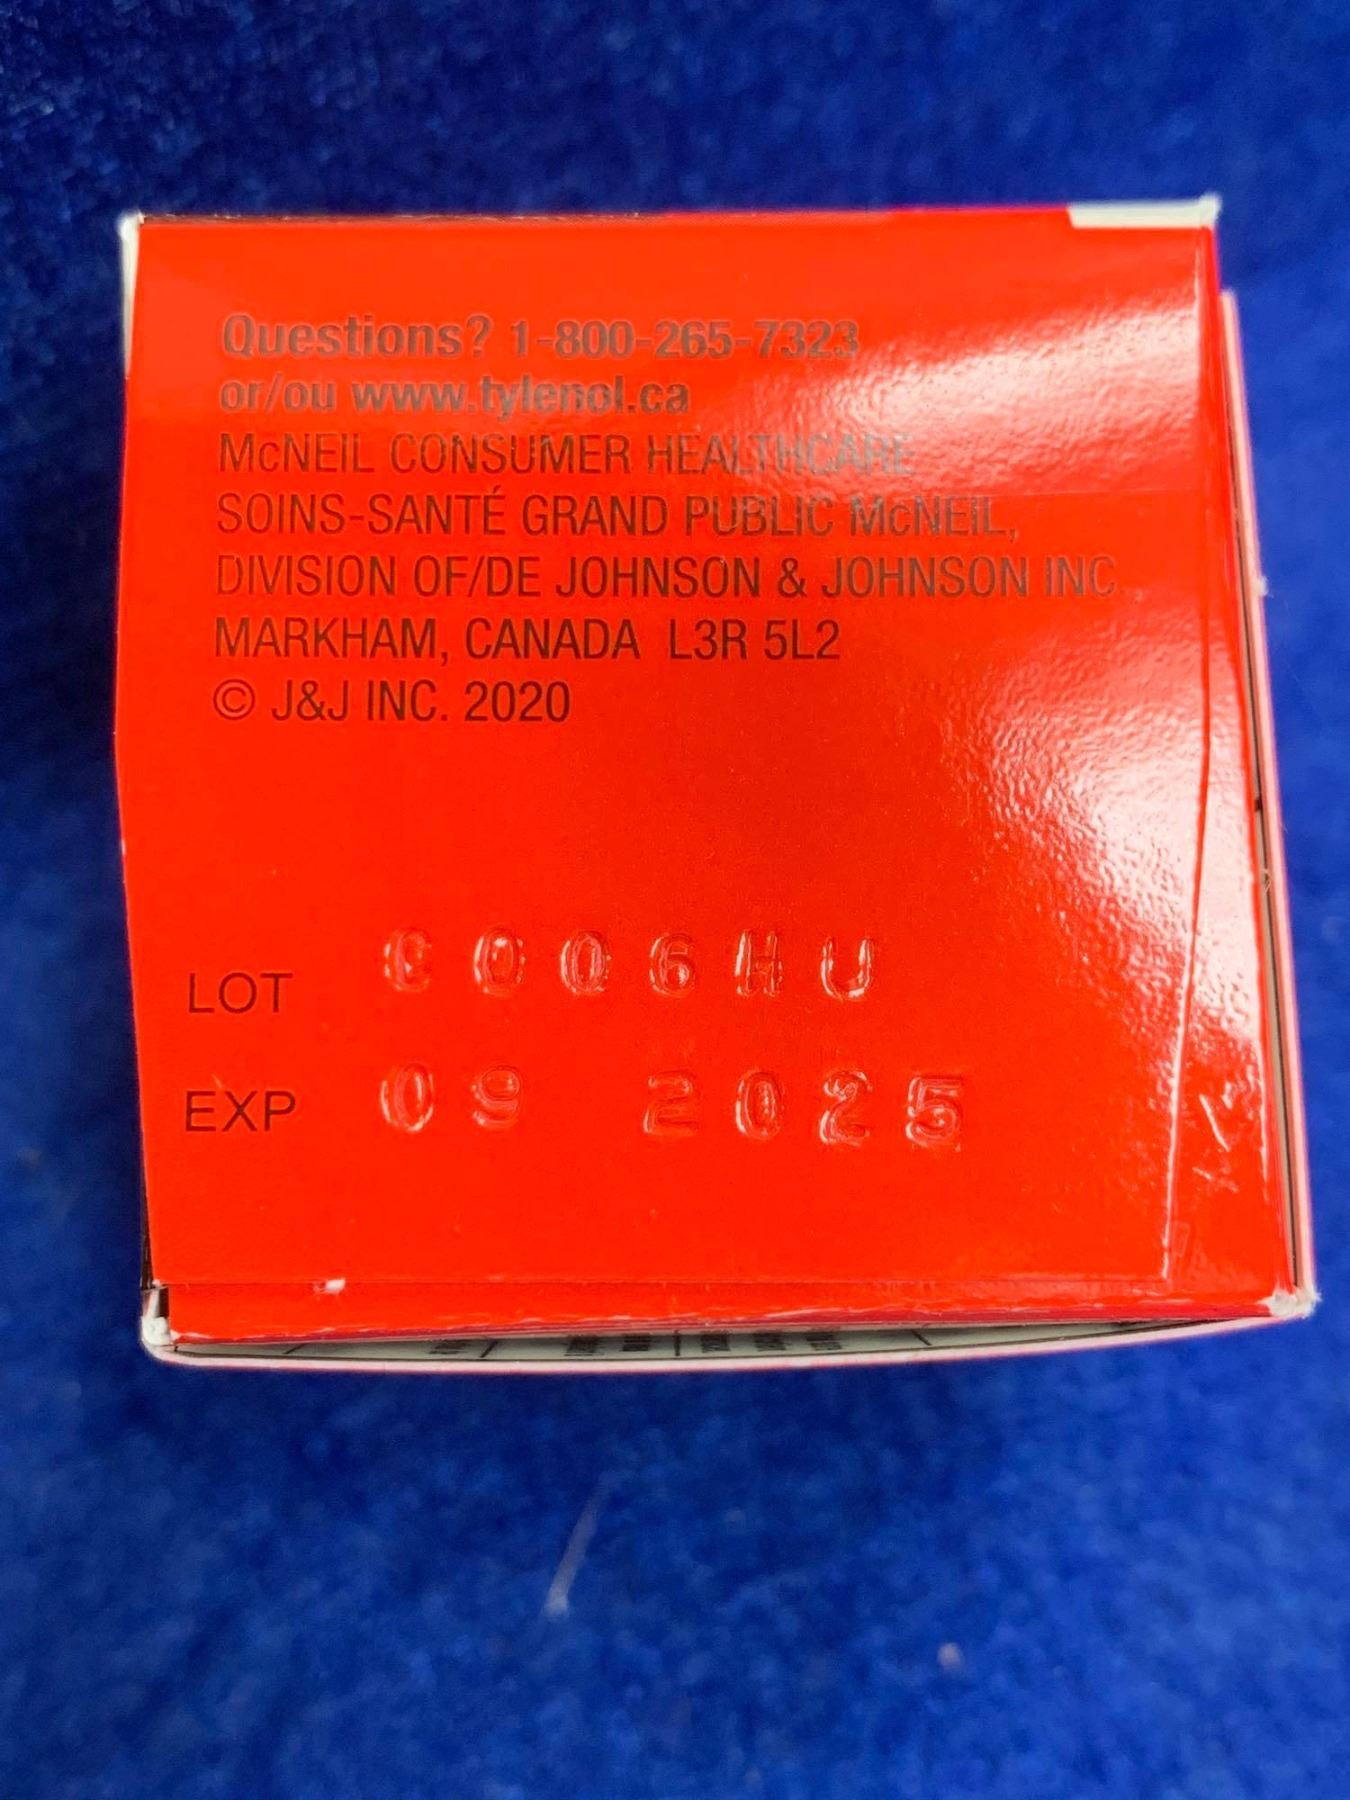 Questions? 1-800-265-7323
or/ou www.tylenol.ca
McNEIL CONSUMER HEALTHCARE
SOINS-SANTÉ GRAND PUBLIC McNEIL,
DIVISION OF/DE JOHNSON & JOHNSON INC.
MARKHAM, CANADA L3R 5L2
© J&J INC. 2020
LOT
EXP 09 2025